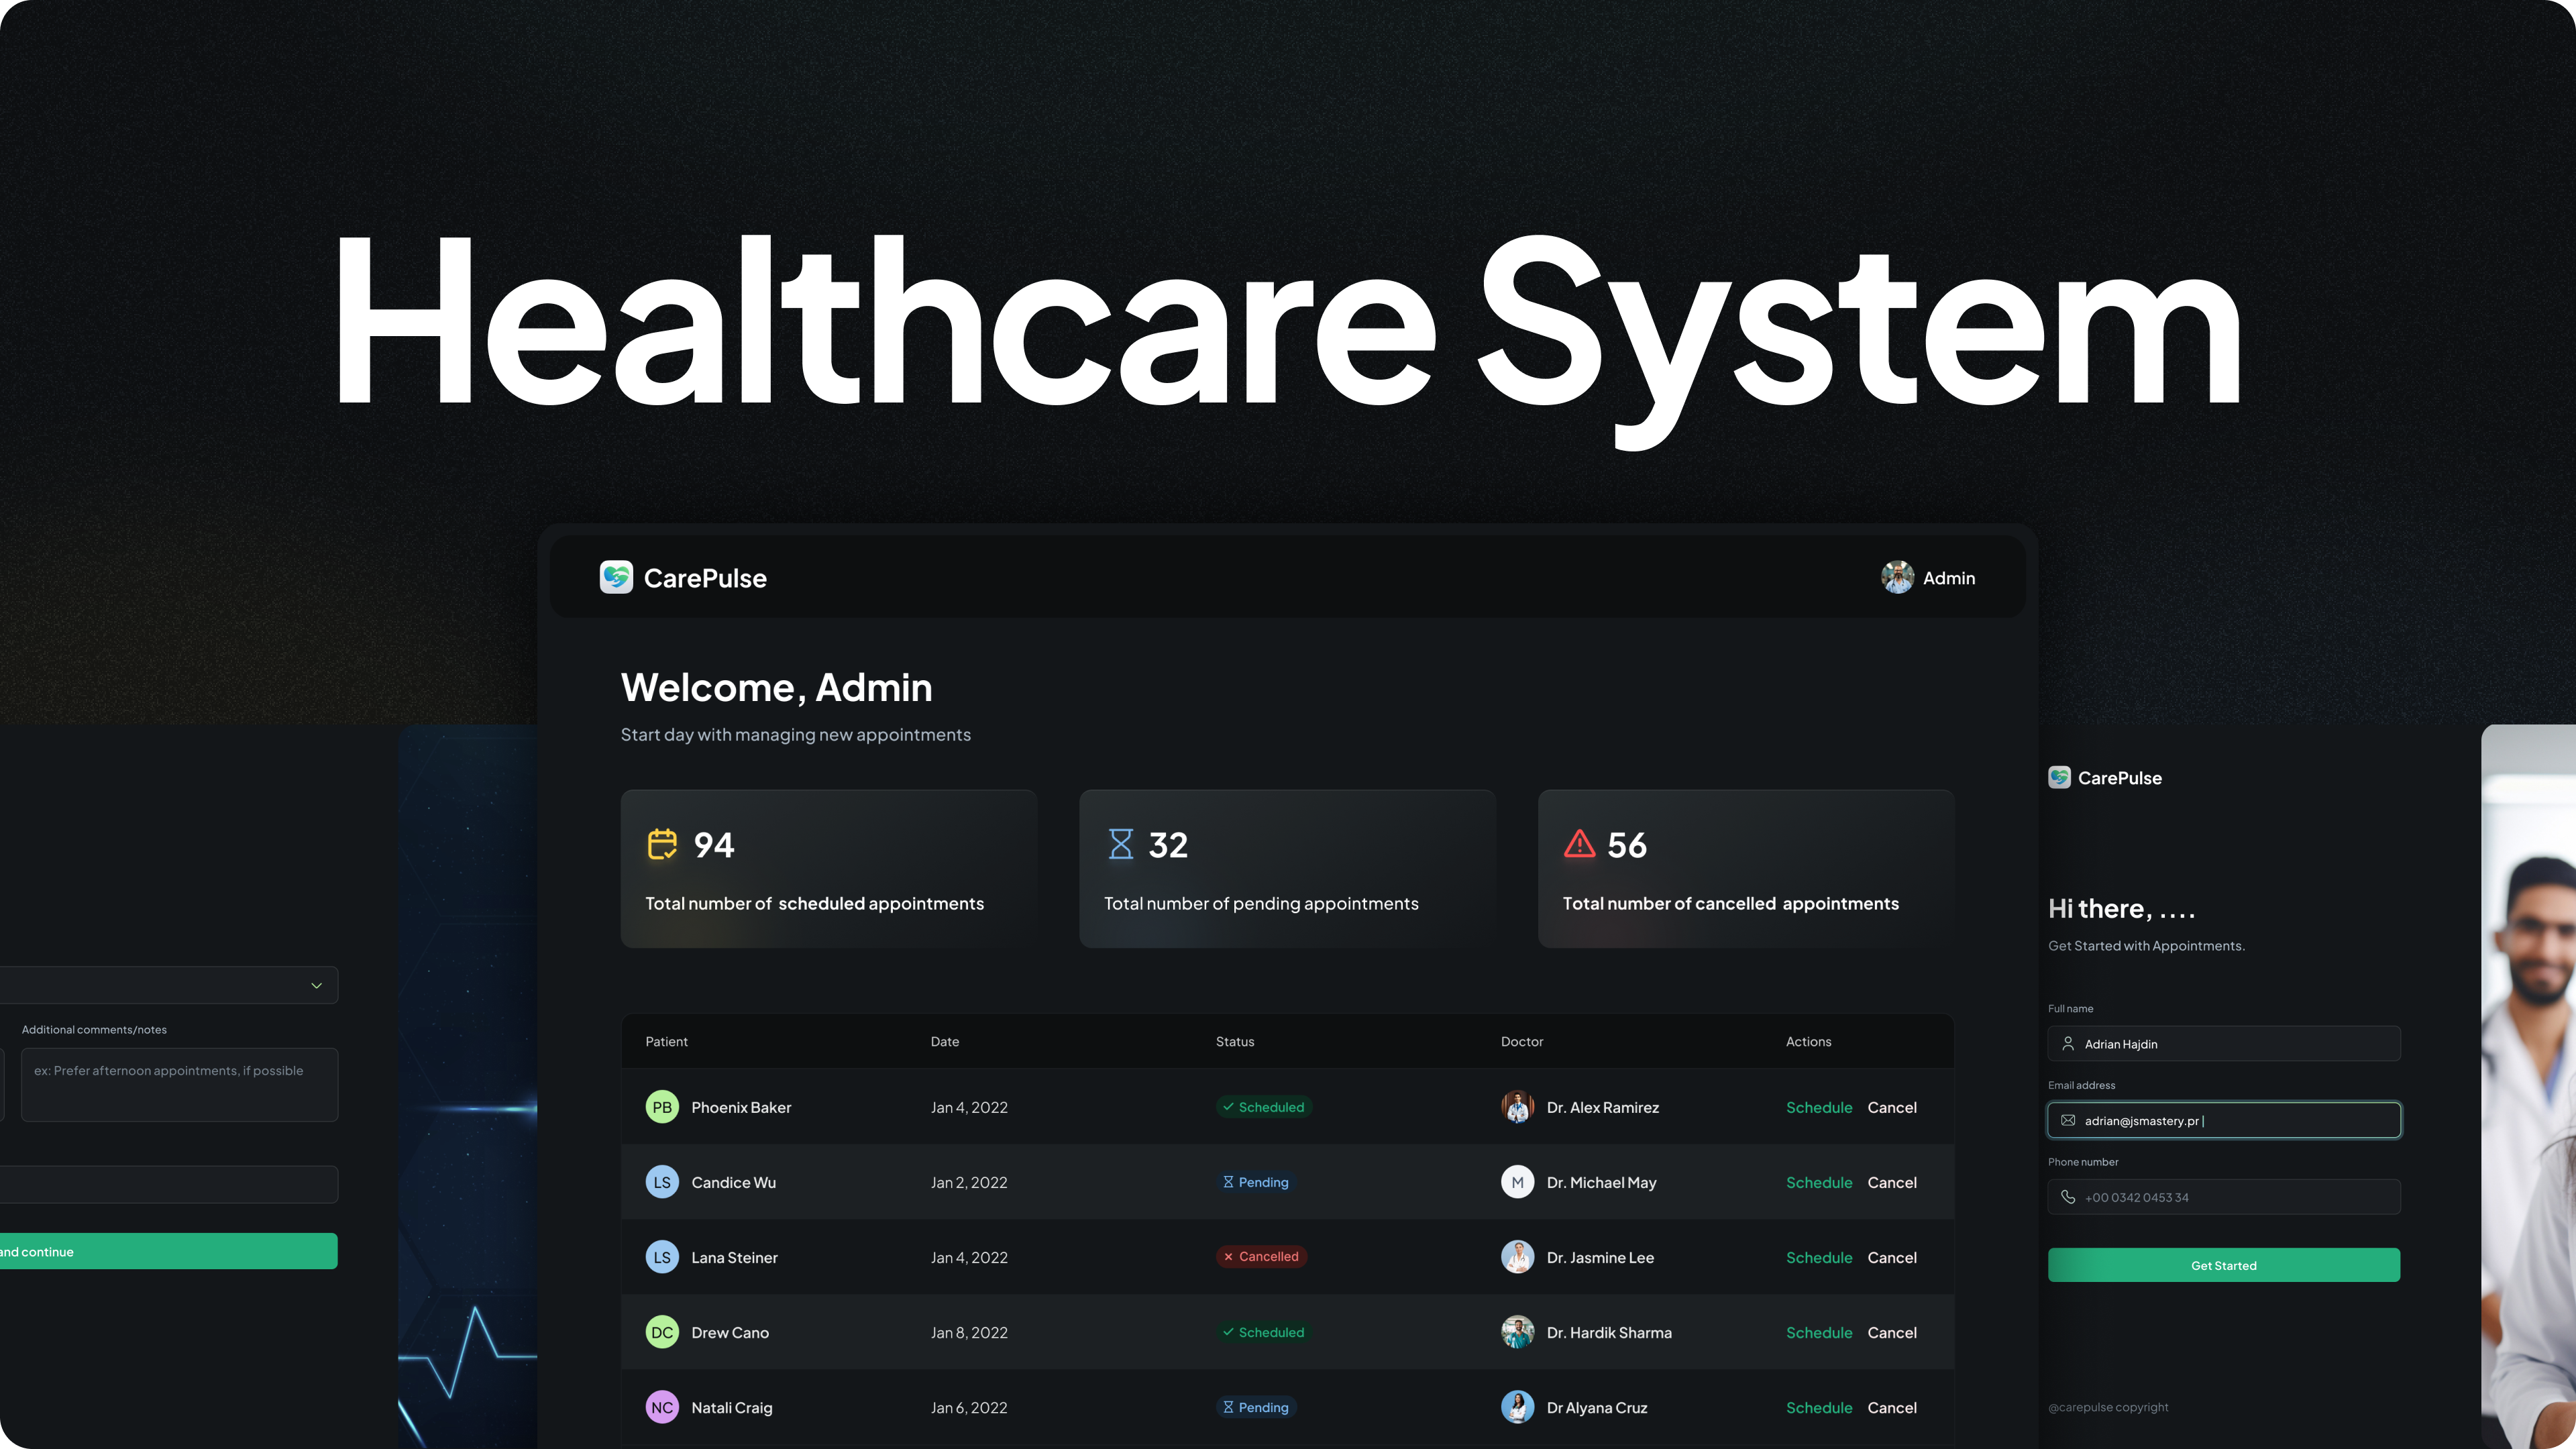 Healthcare System
CarePulse
Admin
Welcome, Admin
Start day with managing new appointments
94
Total number of scheduled appointments
32
Total number of pending appointments
56
Total number of cancelled appointments
Patient Date Status Doctor Actions
PB Phoenix Baker Jan 4, 2022 Scheduled Dr. Alex Ramirez Schedule Cancel
LS Candice Wu Jan 2, 2022 Pending M Dr. Michael May Schedule Cancel
LS Lana Steiner Jan 4, 2022 Cancelled Dr. Jasmine Lee Schedule Cancel
DC Drew Cano Jan 8, 2022 Scheduled Dr. Hardik Sharma Schedule Cancel
NC Natali Craig Jan 6, 2022 Pending Dr Alyana Cruz Schedule Cancel
Additional comments/notes
ex: Prefer afternoon appointments, if possible
and continue
CarePulse
Hi there, ....
Get Started with Appointments.
Full name
Adrian Hajdin
Email address
adrian@jsmastery.pr |
Phone number
+00 0342 0453 34
Get Started
@carepulse copyright